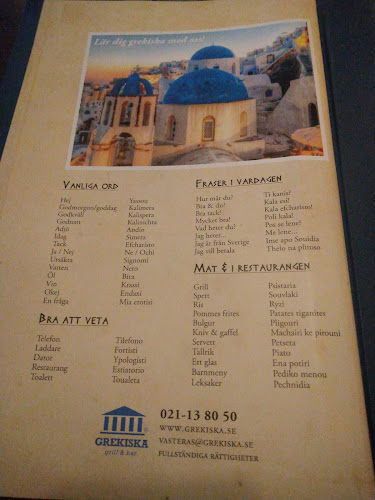 Lär dig grekiska med oss!
VANLIGA ORD
Hej Yassou
Godmorgon/goddag Kalimera
Godkväll Kalispera
Godnatt Kalinichta
Adjö Andio
Idag Simera
Tack Efcharisto
Ja / Nej Ne / Ochi
Ursäkta Signomi
Vatten Nero
Öl Bira
Vin Krassi
Okej Endaxi
En fråga Mia erotisi
BRA ATT VETA
Telefon Tilefono
Laddare Fortisti
Dator Ypologisti
Restaurang Estiatorio
Toalett Toualeta
FRASER I VARDAGEN
Hur mår du? Ti kanis?
Bra & du? Kala esi?
Bra tack! Kala efcharisto!
Mycket bra! Poli kala!
Vad heter du? Pos se lene?
Jag heter... Me lene...
Jag är från Sverige Ime apo Souidia
Jag vill betala Thelo na pliroso
MAT & I RESTAURANGEN
Grill Psistaria
Spett Souvlaki
Ris Ryzi
Pommes frites Patates tiganites
Bulgur Pligouri
Kniv & gaffel Machairi ke pirouni
Servett Petseta
Tallrik Piato
Ett glas Ena potiri
Barnmeny Pediko menou
Leksaker Pechnidia
GREKISKA
grill & bar
021-13 80 50
WWW.GREKISKA.SE
VASTERAS@GREKISKA.SE
FULLSTÄNDIGA RÄTTIGHETER